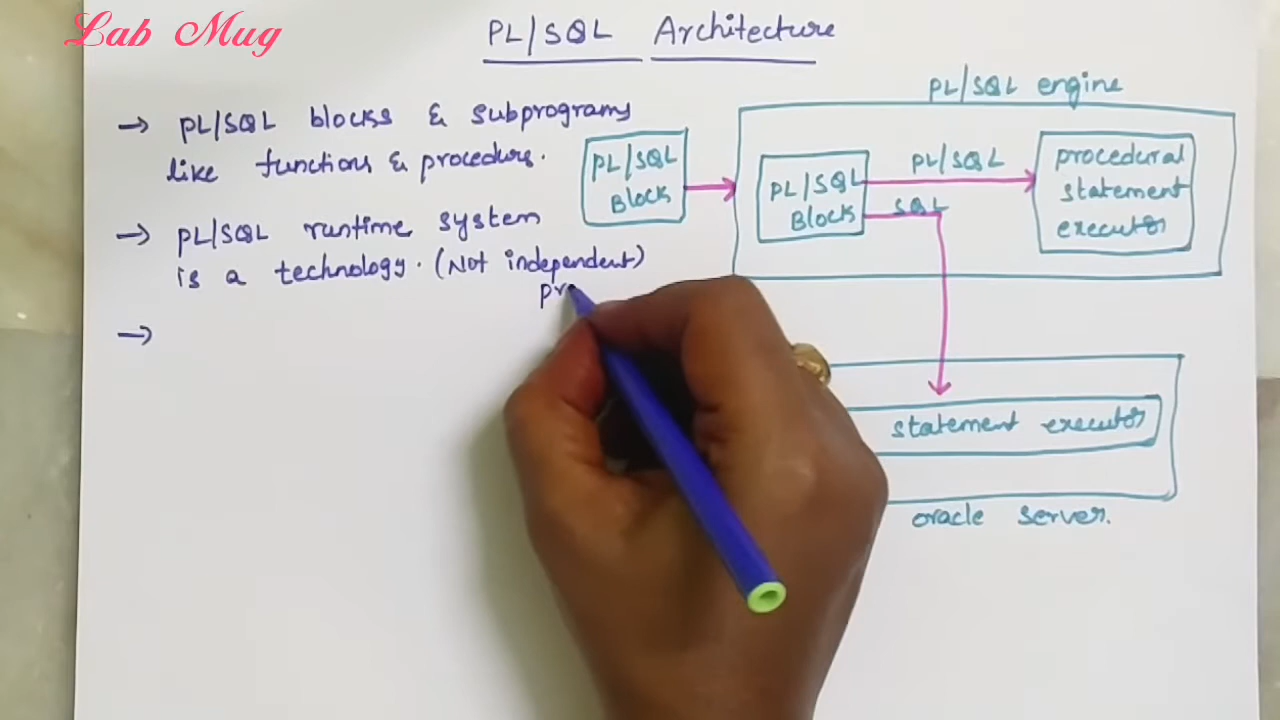 Lab Mug
PL/SQL Architecture
→ PL/SQL blocks & subprograms
like functions & procedurs.
→ PL/SQL runtime system
is a technology. (Not independent)
pr
→
PL/SQL engine
PL/SQL
Block
PL/SQL
Block
PL/SQL
SQL
procedural
statement
executor
statement executor
oracle server.